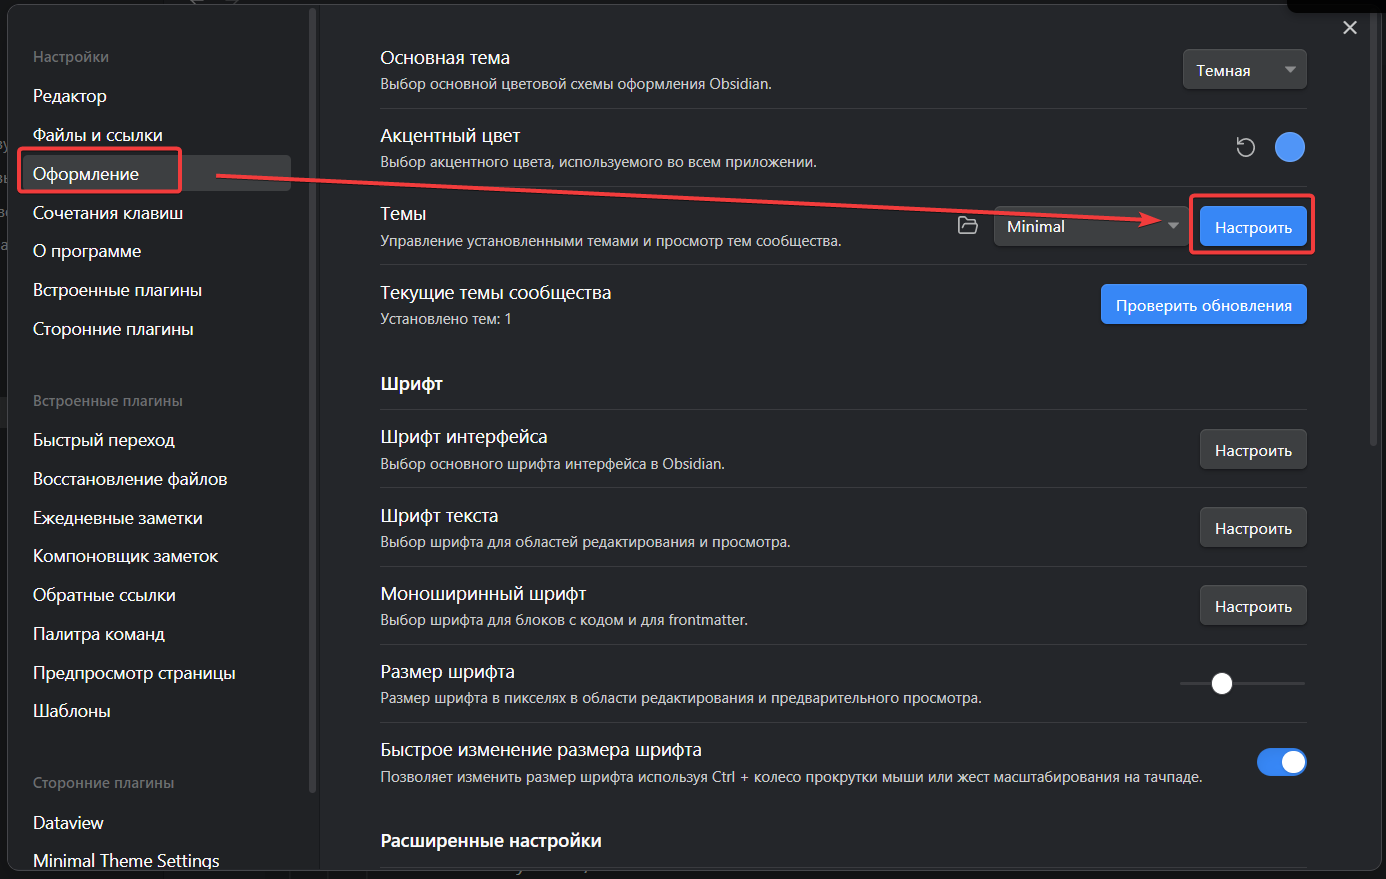 Настройки
Редактор
Файлы и ссылки
Оформление
Сочетания клавиш
О программе
Встроенные плагины
Сторонние плагины
Встроенные плагины
Быстрый переход
Восстановление файлов
Ежедневные заметки
Компоновщик заметок
Обратные ссылки
Палитра команд
Предпросмотр страницы
Шаблоны
Сторонние плагины
Dataview
Minimal Theme Settings
Основная тема
Выбор основной цветовой схемы оформления Obsidian.
Темная
Акцентный цвет
Выбор акцентного цвета, используемого во всем приложении.
Темы
Управление установленными темами и просмотр тем сообщества.
Minimal
Настроить
Текущие темы сообщества
Установлено тем: 1
Проверить обновления
Шрифт
Шрифт интерфейса
Выбор основного шрифта интерфейса в Obsidian.
Настроить
Шрифт текста
Выбор шрифта для областей редактирования и просмотра.
Настроить
Моноширинный шрифт
Выбор шрифта для блоков с кодом и для frontmatter.
Настроить
Размер шрифта
Размер шрифта в пикселях в области редактирования и предварительного просмотра.
Быстрое изменение размера шрифта
Позволяет изменить размер шрифта используя Ctrl + колесо прокрутки мыши или жест масштабирования на тачпаде.
Расширенные настройки